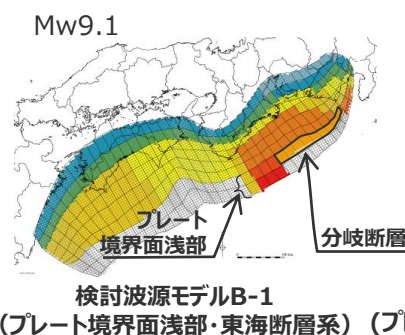 Mw9.1
プレート
境界面浅部
分岐断層
検討波源モデルB-1
(プレート境界面浅部・東海断層系)
(プ